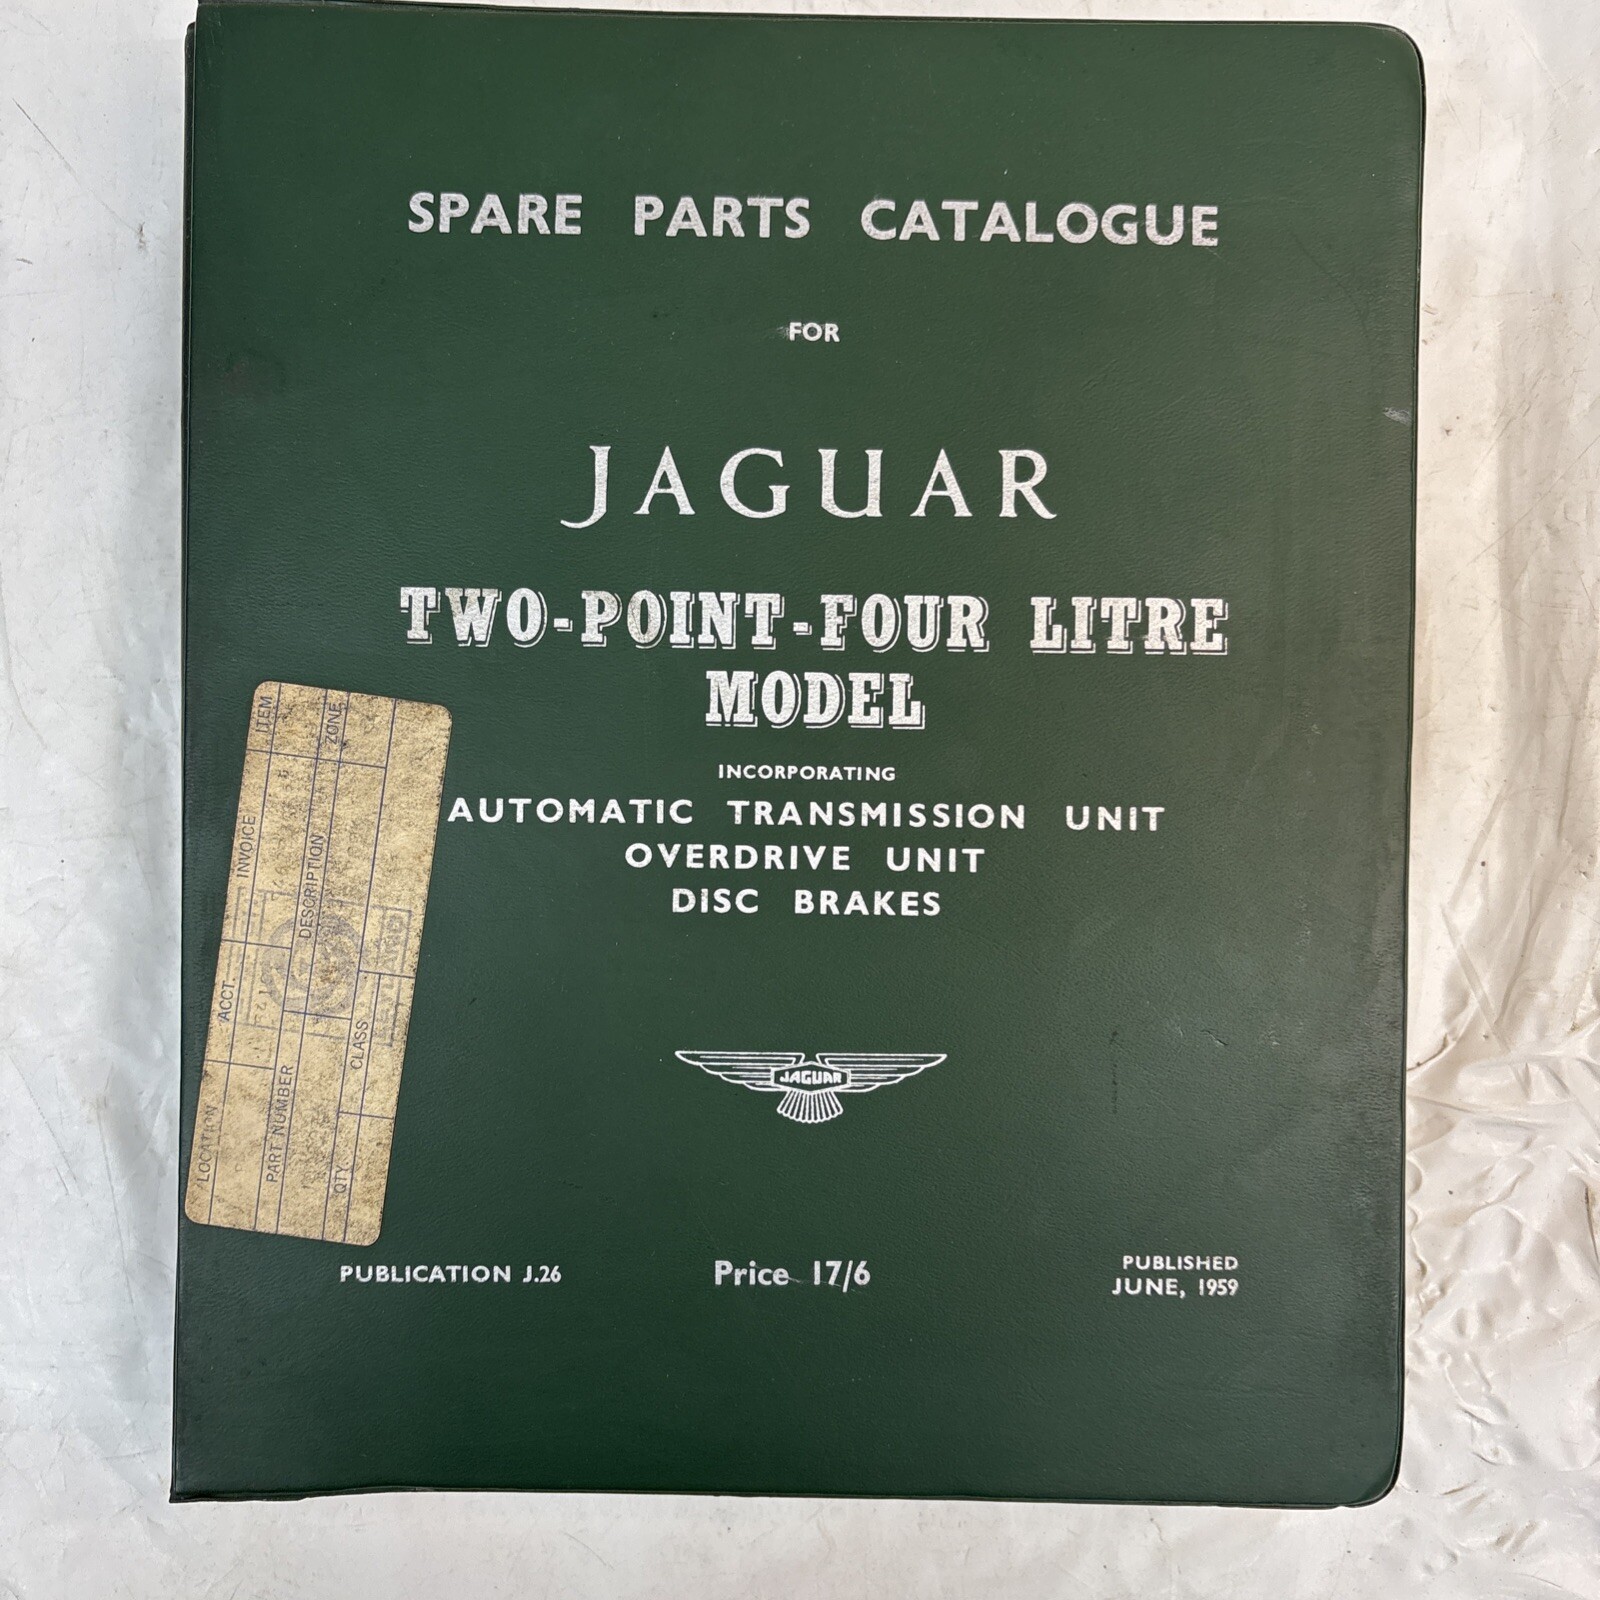 SPARE PARTS CATALOGUE
FOR
JAGUAR
TWO-POINT-FOUR LITRE
MODEL
INCORPORATING
AUTOMATIC TRANSMISSION UNIT
OVERDRIVE UNIT
DISC BRAKES
JAGUAR
PUBLICATION J.26
Price 17/6
PUBLISHED
JUNE, 1959
LOCATION
ACCT.
INVOICE
ITEM
PART NUMBER
DESCRIPTION
ZONE
QTY
CLASS